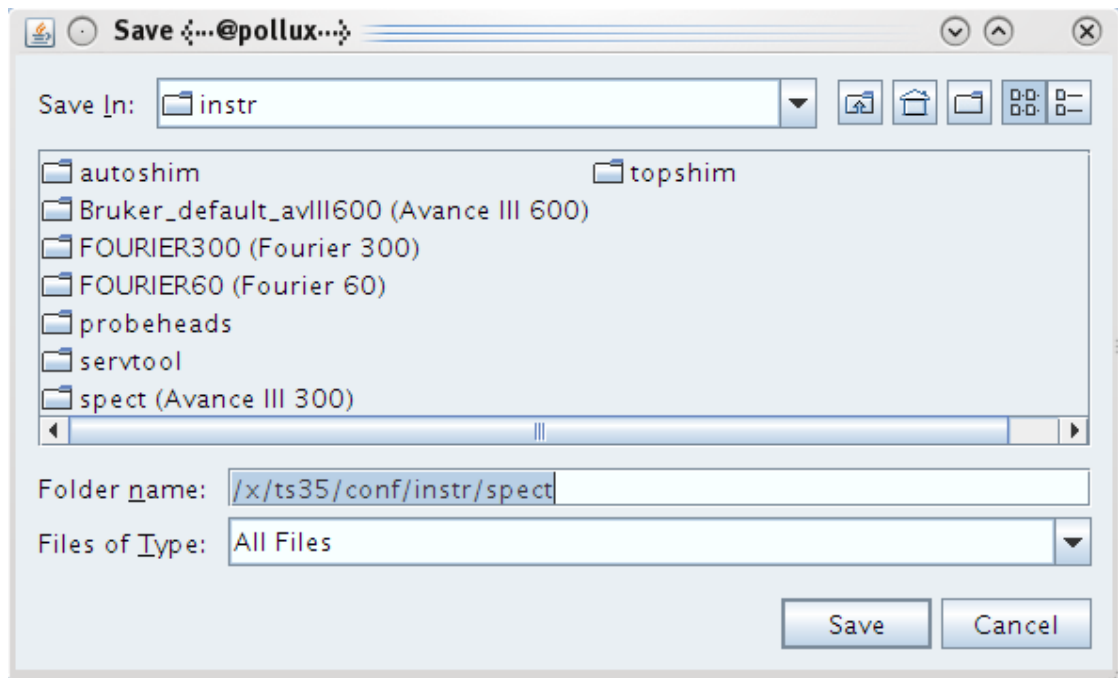 Save <...@pollux...>
Save In: instr
autoshim topshim
Bruker_default_avIII600 (Avance III 600)
FOURIER300 (Fourier 300)
FOURIER60 (Fourier 60)
probeheads
servtool
spect (Avance III 300)
Folder name: /x/ts35/conf/instr/spect
Files of Type: All Files
Save Cancel